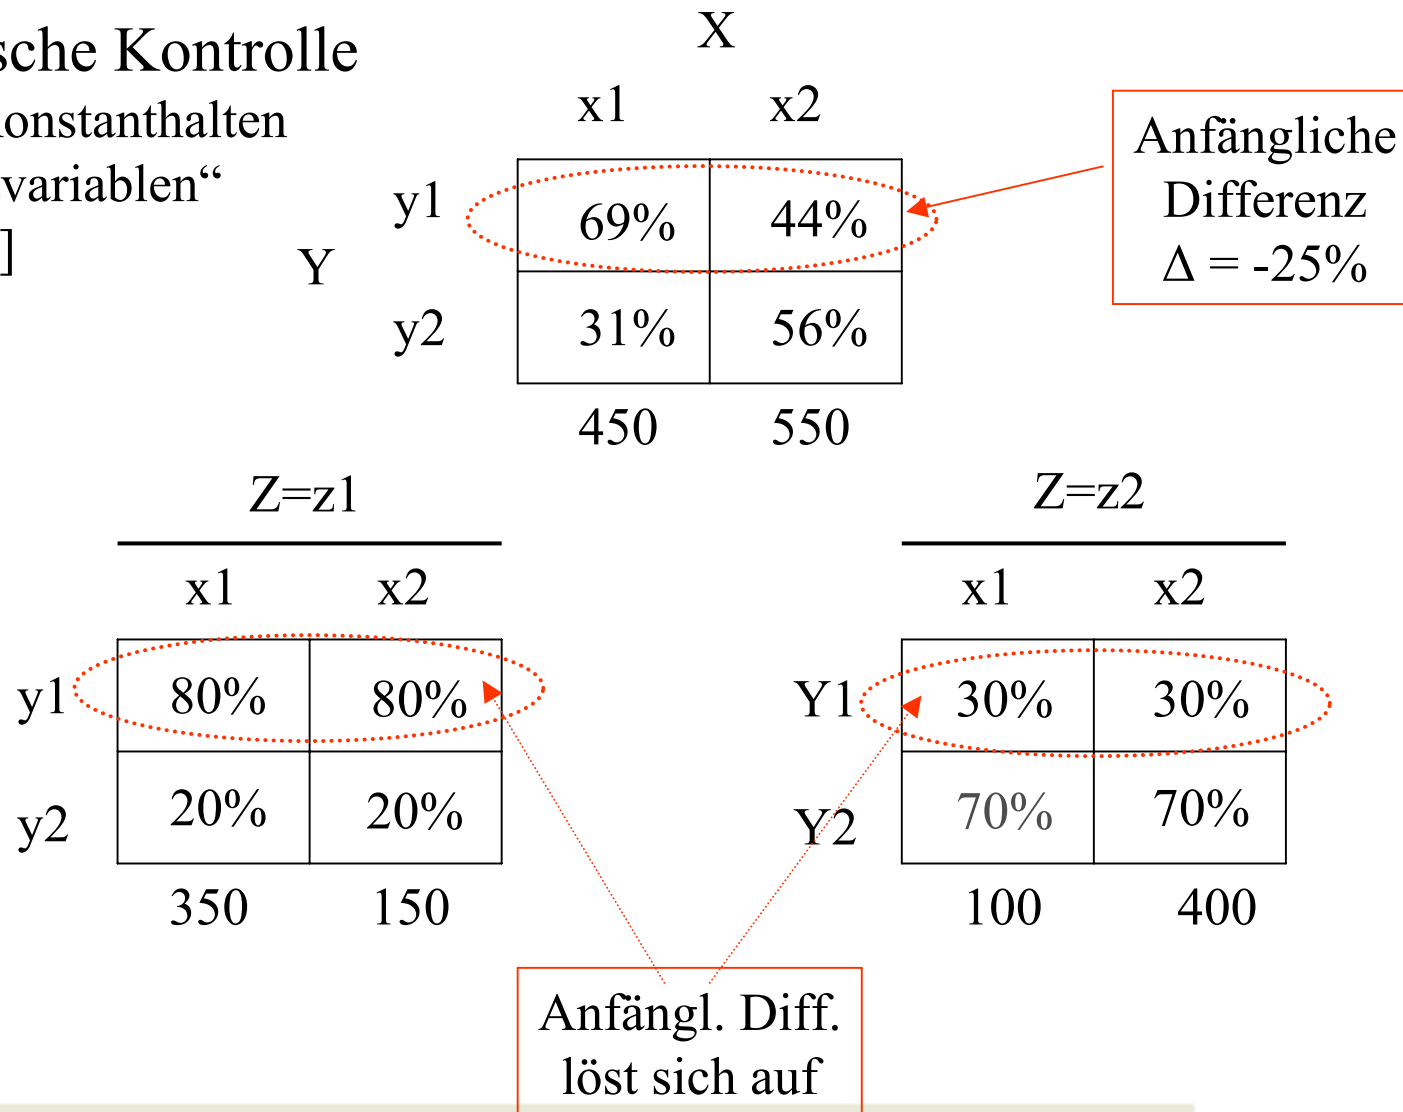 sche Kontrolle
onstanthalten
variablen“
]
X
x1 x2
Y
y1 69% 44%
y2 31% 56%
450 550
Anfängliche
Differenz
Δ = -25%
Z=z1
x1 x2
y1 80% 80%
y2 20% 20%
350 150
Z=z2
x1 x2
Y1 30% 30%
Y2 70% 70%
100 400
Anfängl. Diff.
löst sich auf